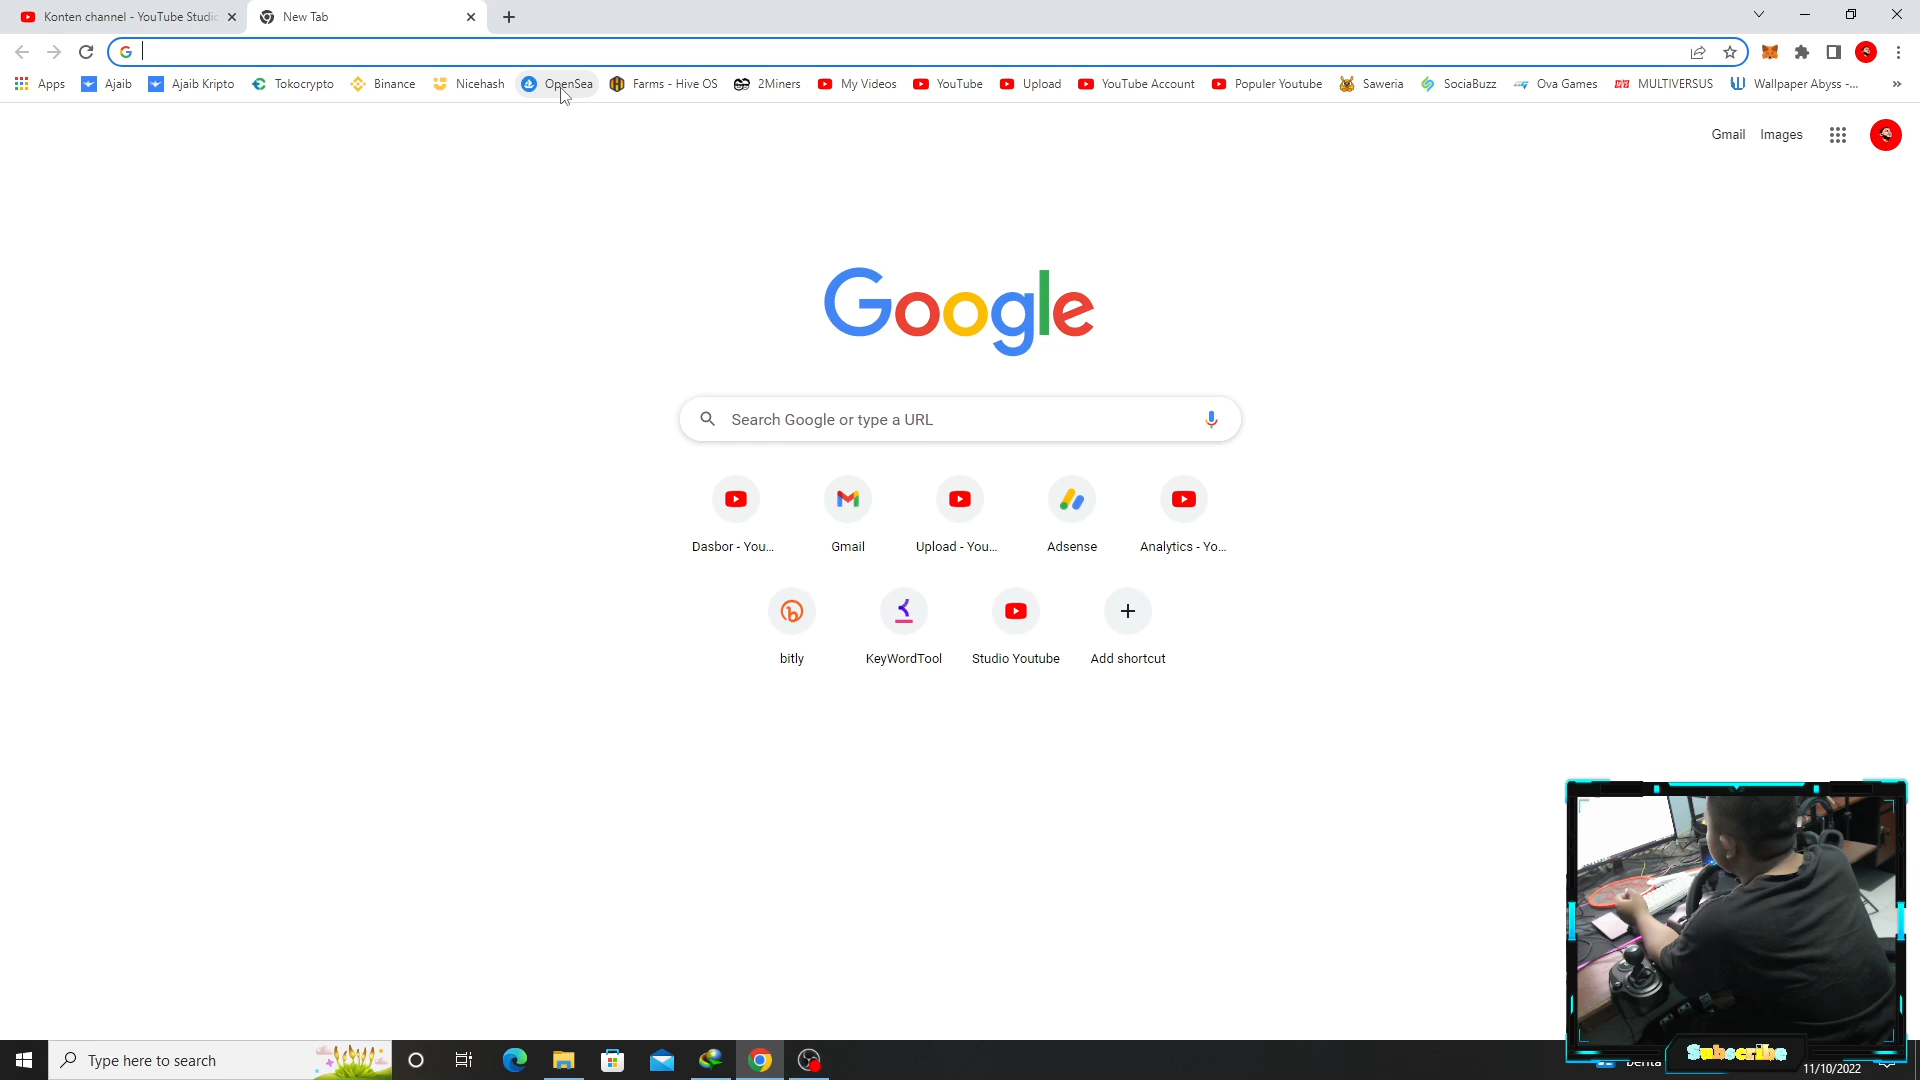 Konten channel - YouTube Studio
New Tab
Apps
Ajaib
Ajaib Kripto
Tokocrypto
Binance
Nicehash
OpenSea
Farms - Hive OS
2Miners
My Videos
YouTube
Upload
YouTube Account
Populer Youtube
Saweria
SociaBuzz
Ova Games
MULTIVERSUS
Wallpaper Abyss -...
Gmail
Images
Google
Search Google or type a URL
Dasbor - You...
Gmail
Upload - You...
Adsense
Analytics - Yo...
bitly
KeyWordTool
Studio Youtube
Add shortcut
Subscribe
Type here to search
11/10/2022